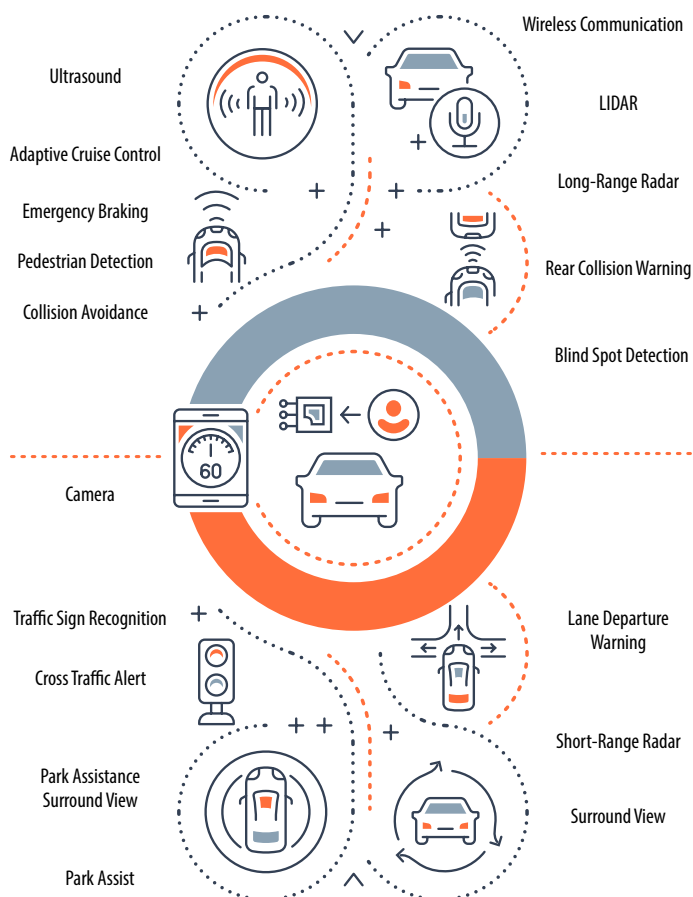 Wireless Communication
Ultrasound
LIDAR
Adaptive Cruise Control
Long-Range Radar
Emergency Braking
Pedestrian Detection
Rear Collision Warning
Collision Avoidance
Blind Spot Detection
60
Camera
Traffic Sign Recognition
Lane Departure
Warning
Cross Traffic Alert
Short-Range Radar
Park Assistance
Surround View
Surround View
Park Assist